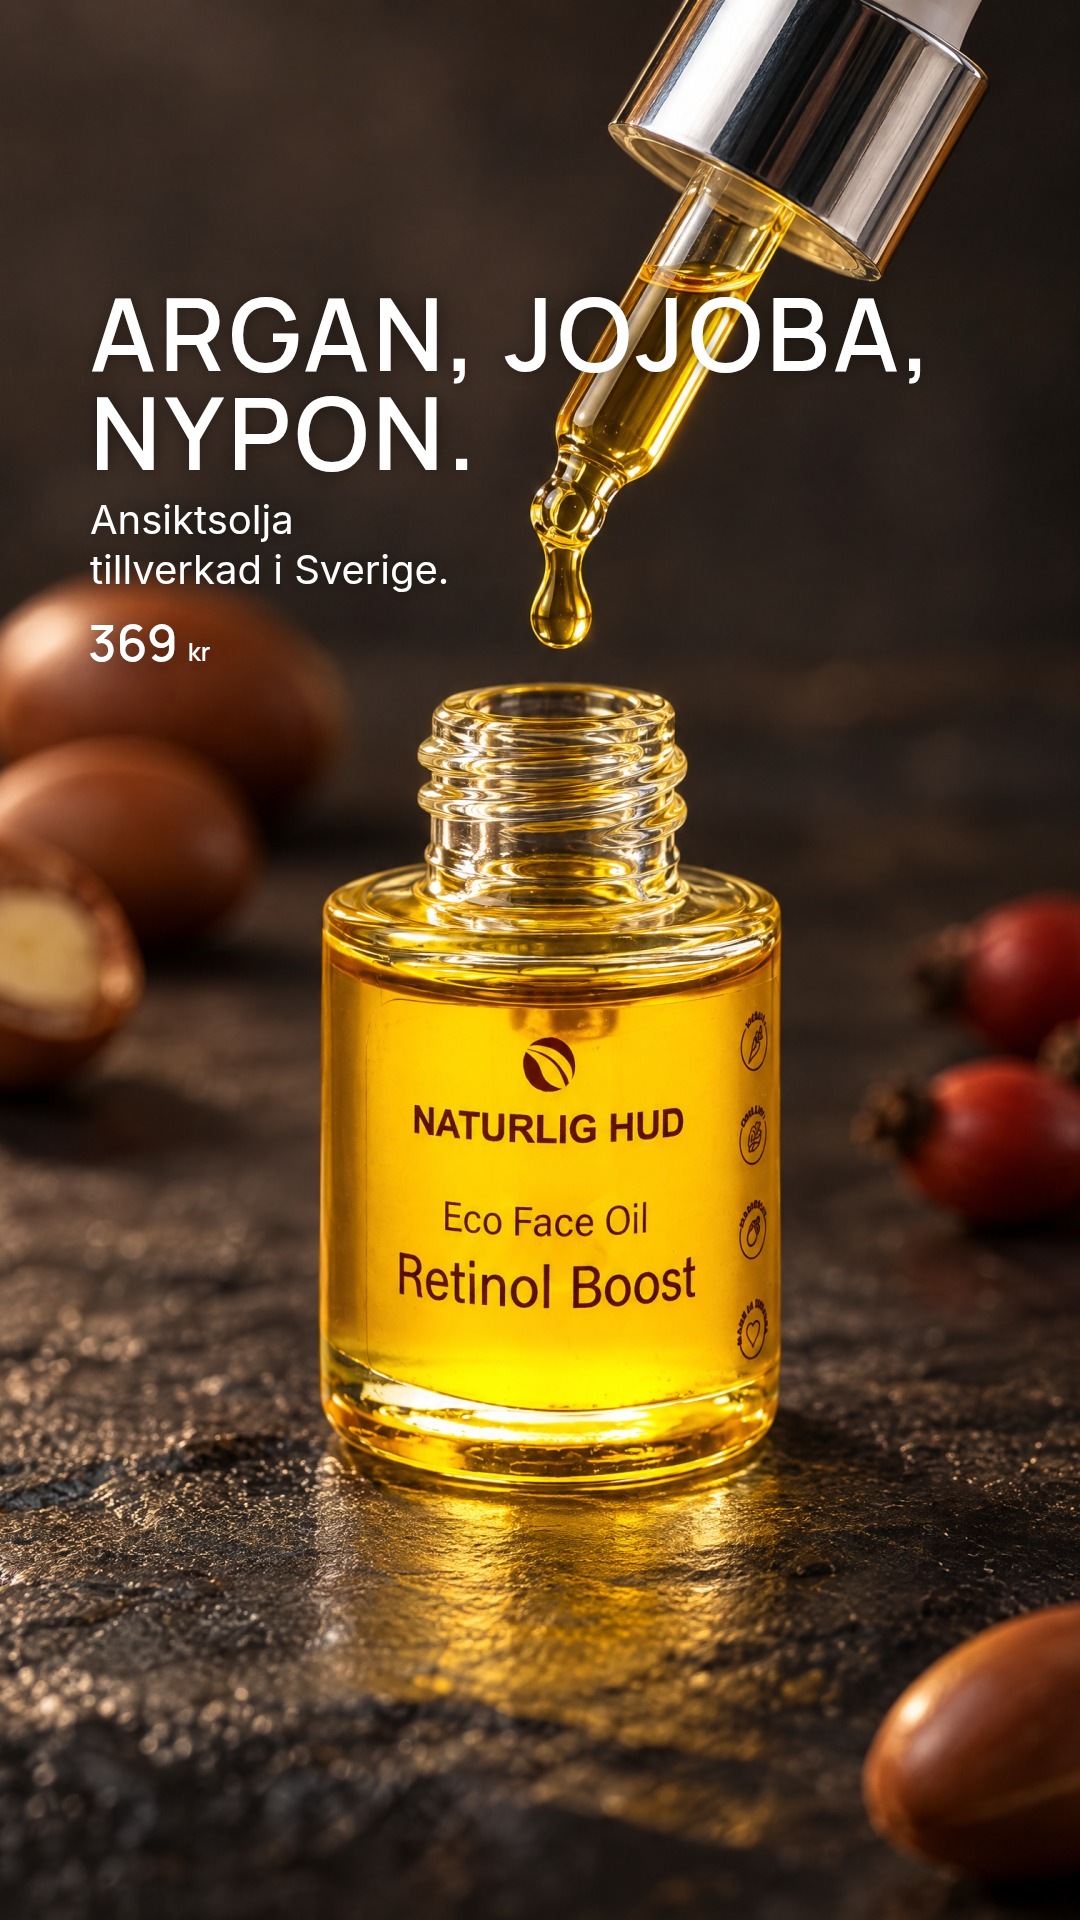 ARGAN, JOJOBA,
NYPON.
Ansiktsolja
tillverkad i Sverige.
369 kr
NATURLIG HUD
Eco Face Oil
Retinol Boost